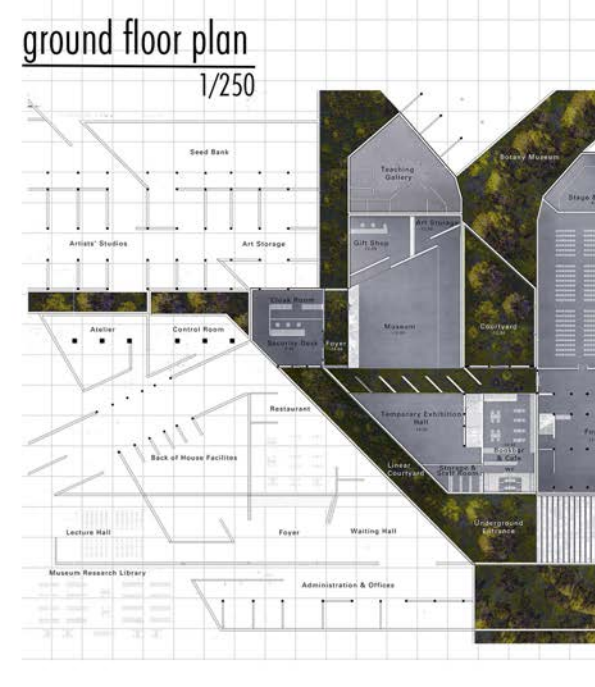 ground floor plan
1/250
Seed Bank
Botany Museum
Teaching
Gallery
Stage &
Art Storage
Artists' Studios
Art Storage
Gift Shop
Cloak Room
Atelier
Control Room
Museum
Courtyard
Security Desk
Foyer
Restaurant
Temporary Exhibition
Hall
Back of House Facilites
& Cafe
Linear
Courtyard
Storage &
Staff Room
WC
Underground
Entrance
Lecture Hall
Foyer
Waiting Hall
Museum Research Library
Administration & Offices